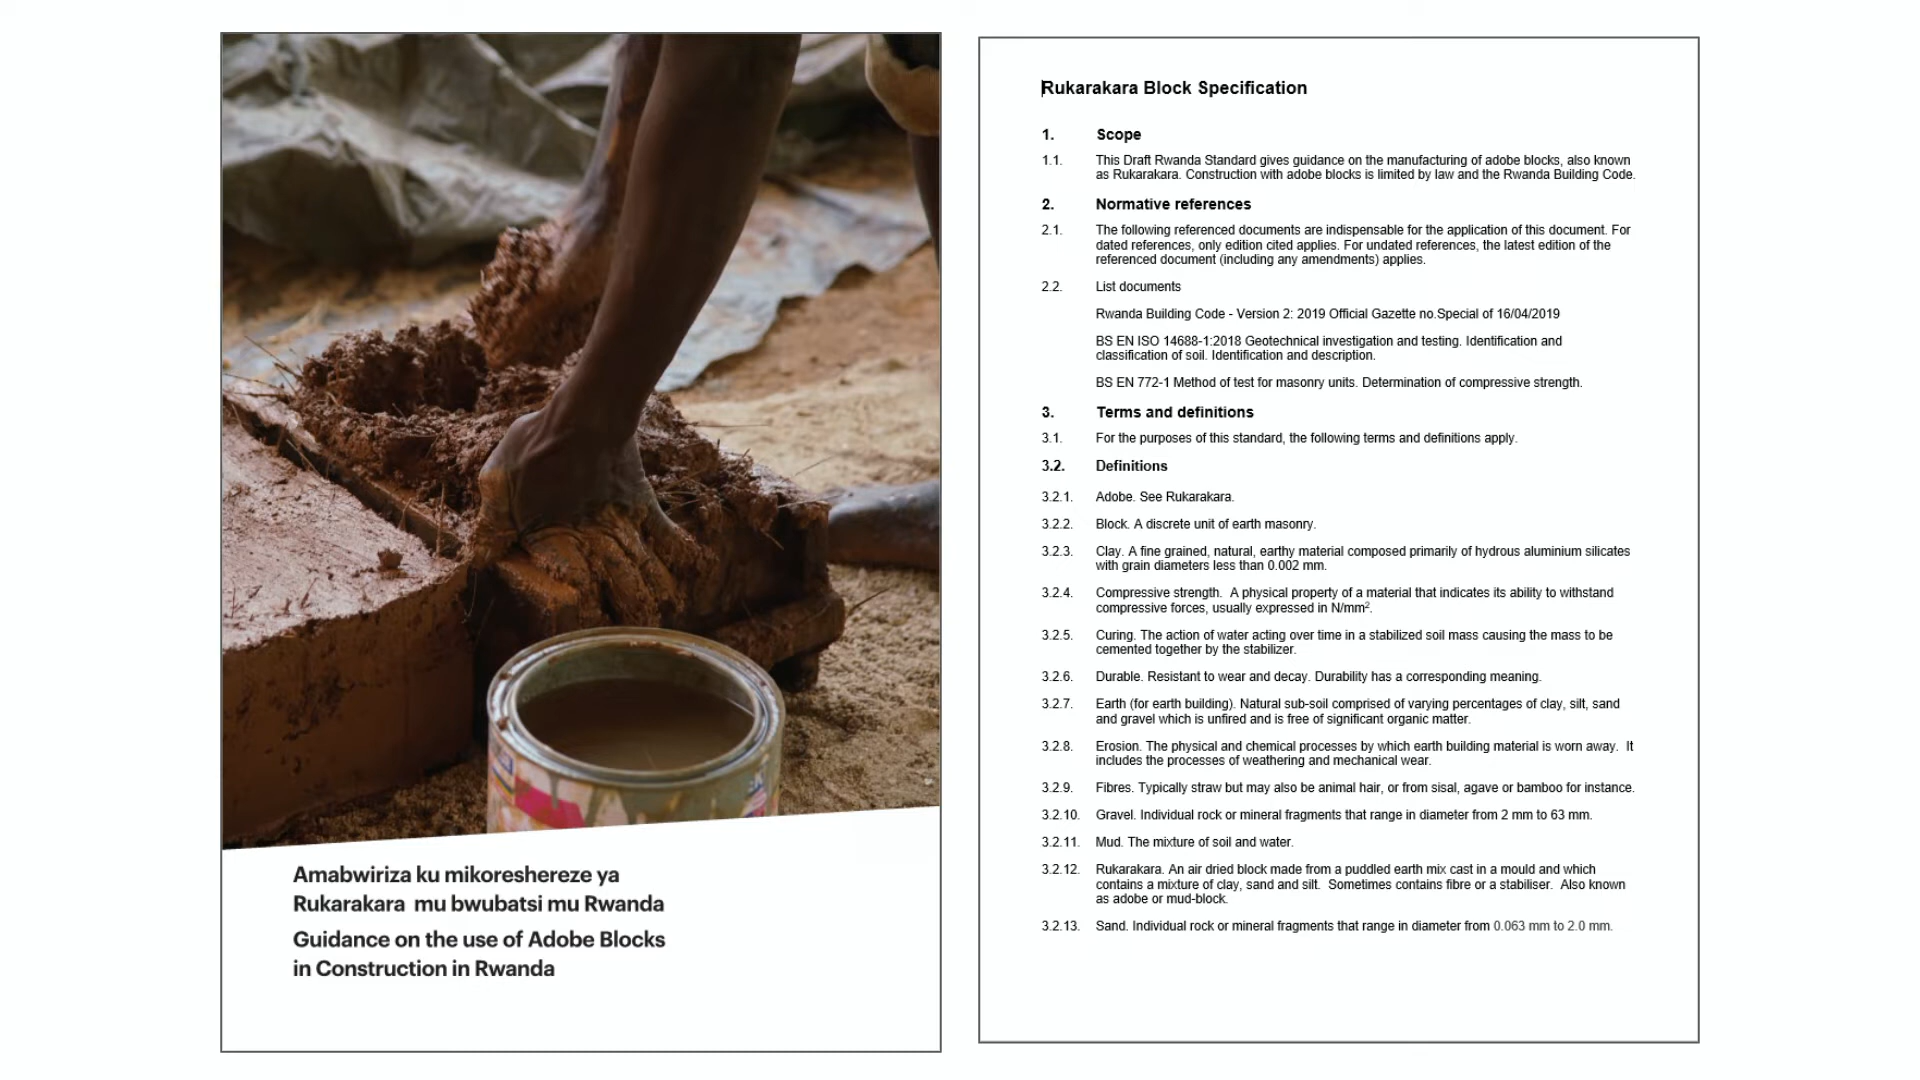 Amabwiriza ku mikoreshereze ya
Rukarakara mu bwubatsi mu Rwanda
Guidance on the use of Adobe Blocks
in Construction in Rwanda
Rukarakara Block Specification
1. Scope
1.1. This Draft Rwanda Standard gives guidance on the manufacturing of adobe blocks, also known
as Rukarakara. Construction with adobe blocks is limited by law and the Rwanda Building Code.
2. Normative references
2.1. The following referenced documents are indispensable for the application of this document. For
dated references, only edition cited applies. For undated references, the latest edition of the
referenced document (including any amendments) applies.
2.2. List documents
Rwanda Building Code - Version 2: 2019 Official Gazette no.Special of 16/04/2019
BS EN ISO 14688-1:2018 Geotechnical investigation and testing. Identification and
classification of soil. Identification and description.
BS EN 772-1 Method of test for masonry units. Determination of compressive strength.
3. Terms and definitions
3.1. For the purposes of this standard, the following terms and definitions apply.
3.2. Definitions
3.2.1. Adobe. See Rukarakara.
3.2.2. Block. A discrete unit of earth masonry.
3.2.3. Clay. A fine grained, natural, earthy material composed primarily of hydrous aluminium silicates
with grain diameters less than 0.002 mm.
3.2.4. Compressive strength. A physical property of a material that indicates its ability to withstand
compressive forces, usually expressed in N/mm².
3.2.5. Curing. The action of water acting over time in a stabilized soil mass causing the mass to be
cemented together by the stabilizer.
3.2.6. Durable. Resistant to wear and decay. Durability has a corresponding meaning.
3.2.7. Earth (for earth building). Natural sub-soil comprised of varying percentages of clay, silt, sand
and gravel which is unfired and is free of significant organic matter.
3.2.8. Erosion. The physical and chemical processes by which earth building material is worn away. It
includes the processes of weathering and mechanical wear.
3.2.9. Fibres. Typically straw but may also be animal hair, or from sisal, agave or bamboo for instance.
3.2.10. Gravel. Individual rock or mineral fragments that range in diameter from 2 mm to 63 mm.
3.2.11. Mud. The mixture of soil and water.
3.2.12. Rukarakara. An air dried block made from a puddled earth mix cast in a mould and which
contains a mixture of clay, sand and silt. Sometimes contains fibre or a stabiliser. Also known
as adobe or mud-block.
3.2.13. Sand. Individual rock or mineral fragments that range in diameter from 0.063 mm to 2.0 mm.